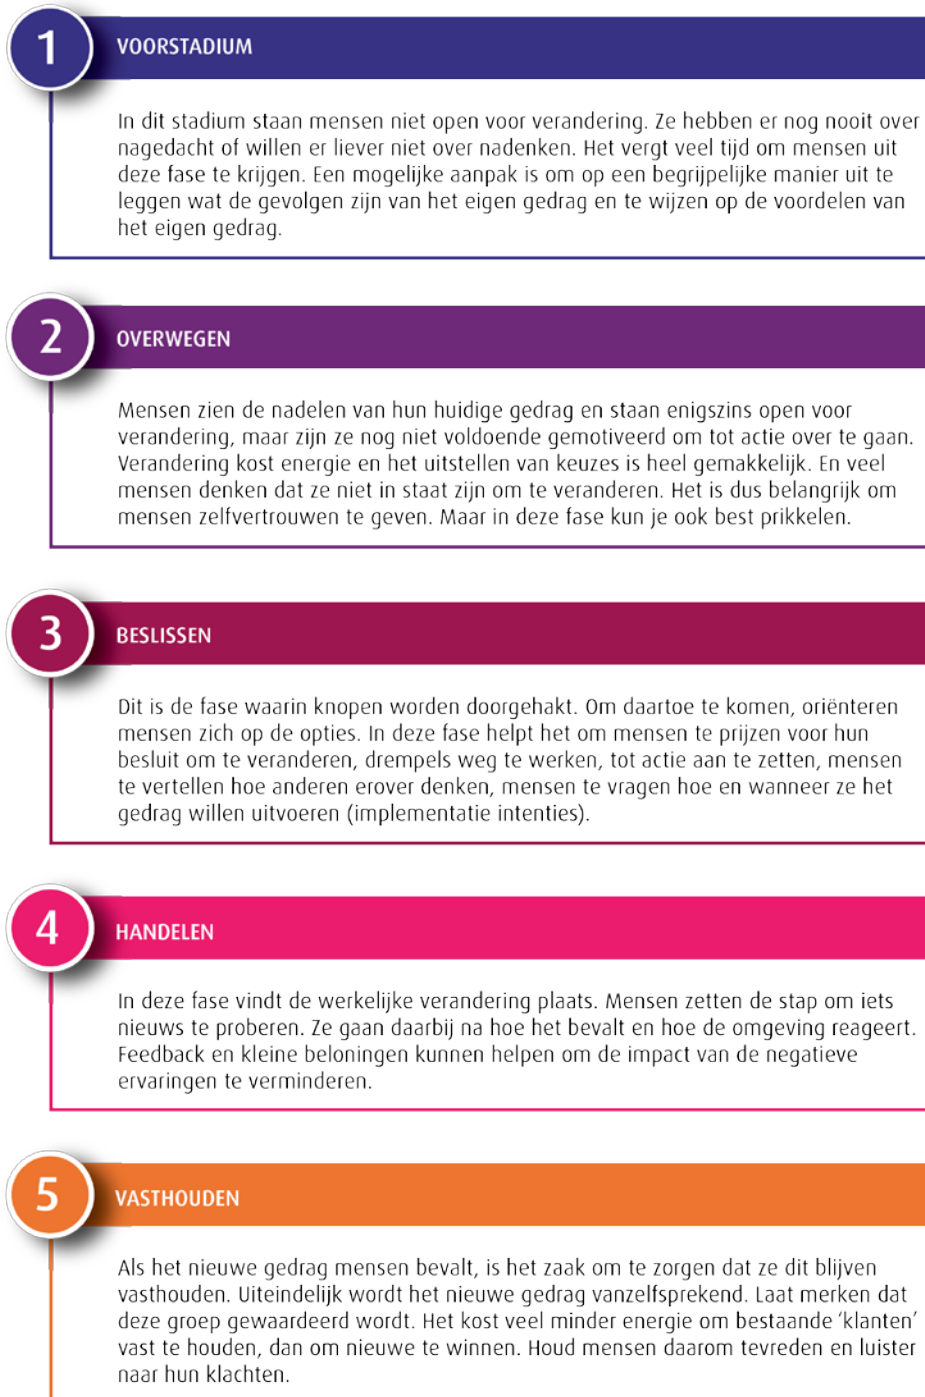 1
VOORSTADIUM
In dit stadium staan mensen niet open voor verandering. Ze hebben er nog nooit over
nagedacht of willen er liever niet over nadenken. Het vergt veel tijd om mensen uit
deze fase te krijgen. Een mogelijke aanpak is om op een begrijpelijke manier uit te
leggen wat de gevolgen zijn van het eigen gedrag en te wijzen op de voordelen van
het eigen gedrag.
2
OVERWEGEN
Mensen zien de nadelen van hun huidige gedrag en staan enigszins open voor
verandering, maar zijn ze nog niet voldoende gemotiveerd om tot actie over te gaan.
Verandering kost energie en het uitstellen van keuzes is heel gemakkelijk. En veel
mensen denken dat ze niet in staat zijn om te veranderen. Het is dus belangrijk om
mensen zelfvertrouwen te geven. Maar in deze fase kun je ook best prikkelen.
3
BESLISSEN
Dit is de fase waarin knopen worden doorgehakt. Om daartoe te komen, oriënteren
mensen zich op de opties. In deze fase helpt het om mensen te prijzen voor hun
besluit om te veranderen, drempels weg te werken, tot actie aan te zetten, mensen
te vertellen hoe anderen erover denken, mensen te vragen hoe en wanneer ze het
gedrag willen uitvoeren (implementatie intenties).
4
HANDELEN
In deze fase vindt de werkelijke verandering plaats. Mensen zetten de stap om iets
nieuws te proberen. Ze gaan daarbij na hoe het bevalt en hoe de omgeving reageert.
Feedback en kleine beloningen kunnen helpen om de impact van de negatieve
ervaringen te verminderen.
5
VASTHOUDEN
Als het nieuwe gedrag mensen bevalt, is het zaak om te zorgen dat ze dit blijven
vasthouden. Uiteindelijk wordt het nieuwe gedrag vanzelfsprekend. Laat merken dat
deze groep gewaardeerd wordt. Het kost veel minder energie om bestaande ‘klanten’
vast te houden, dan om nieuwe te winnen. Houd mensen daarom tevreden en luister
naar hun klachten.